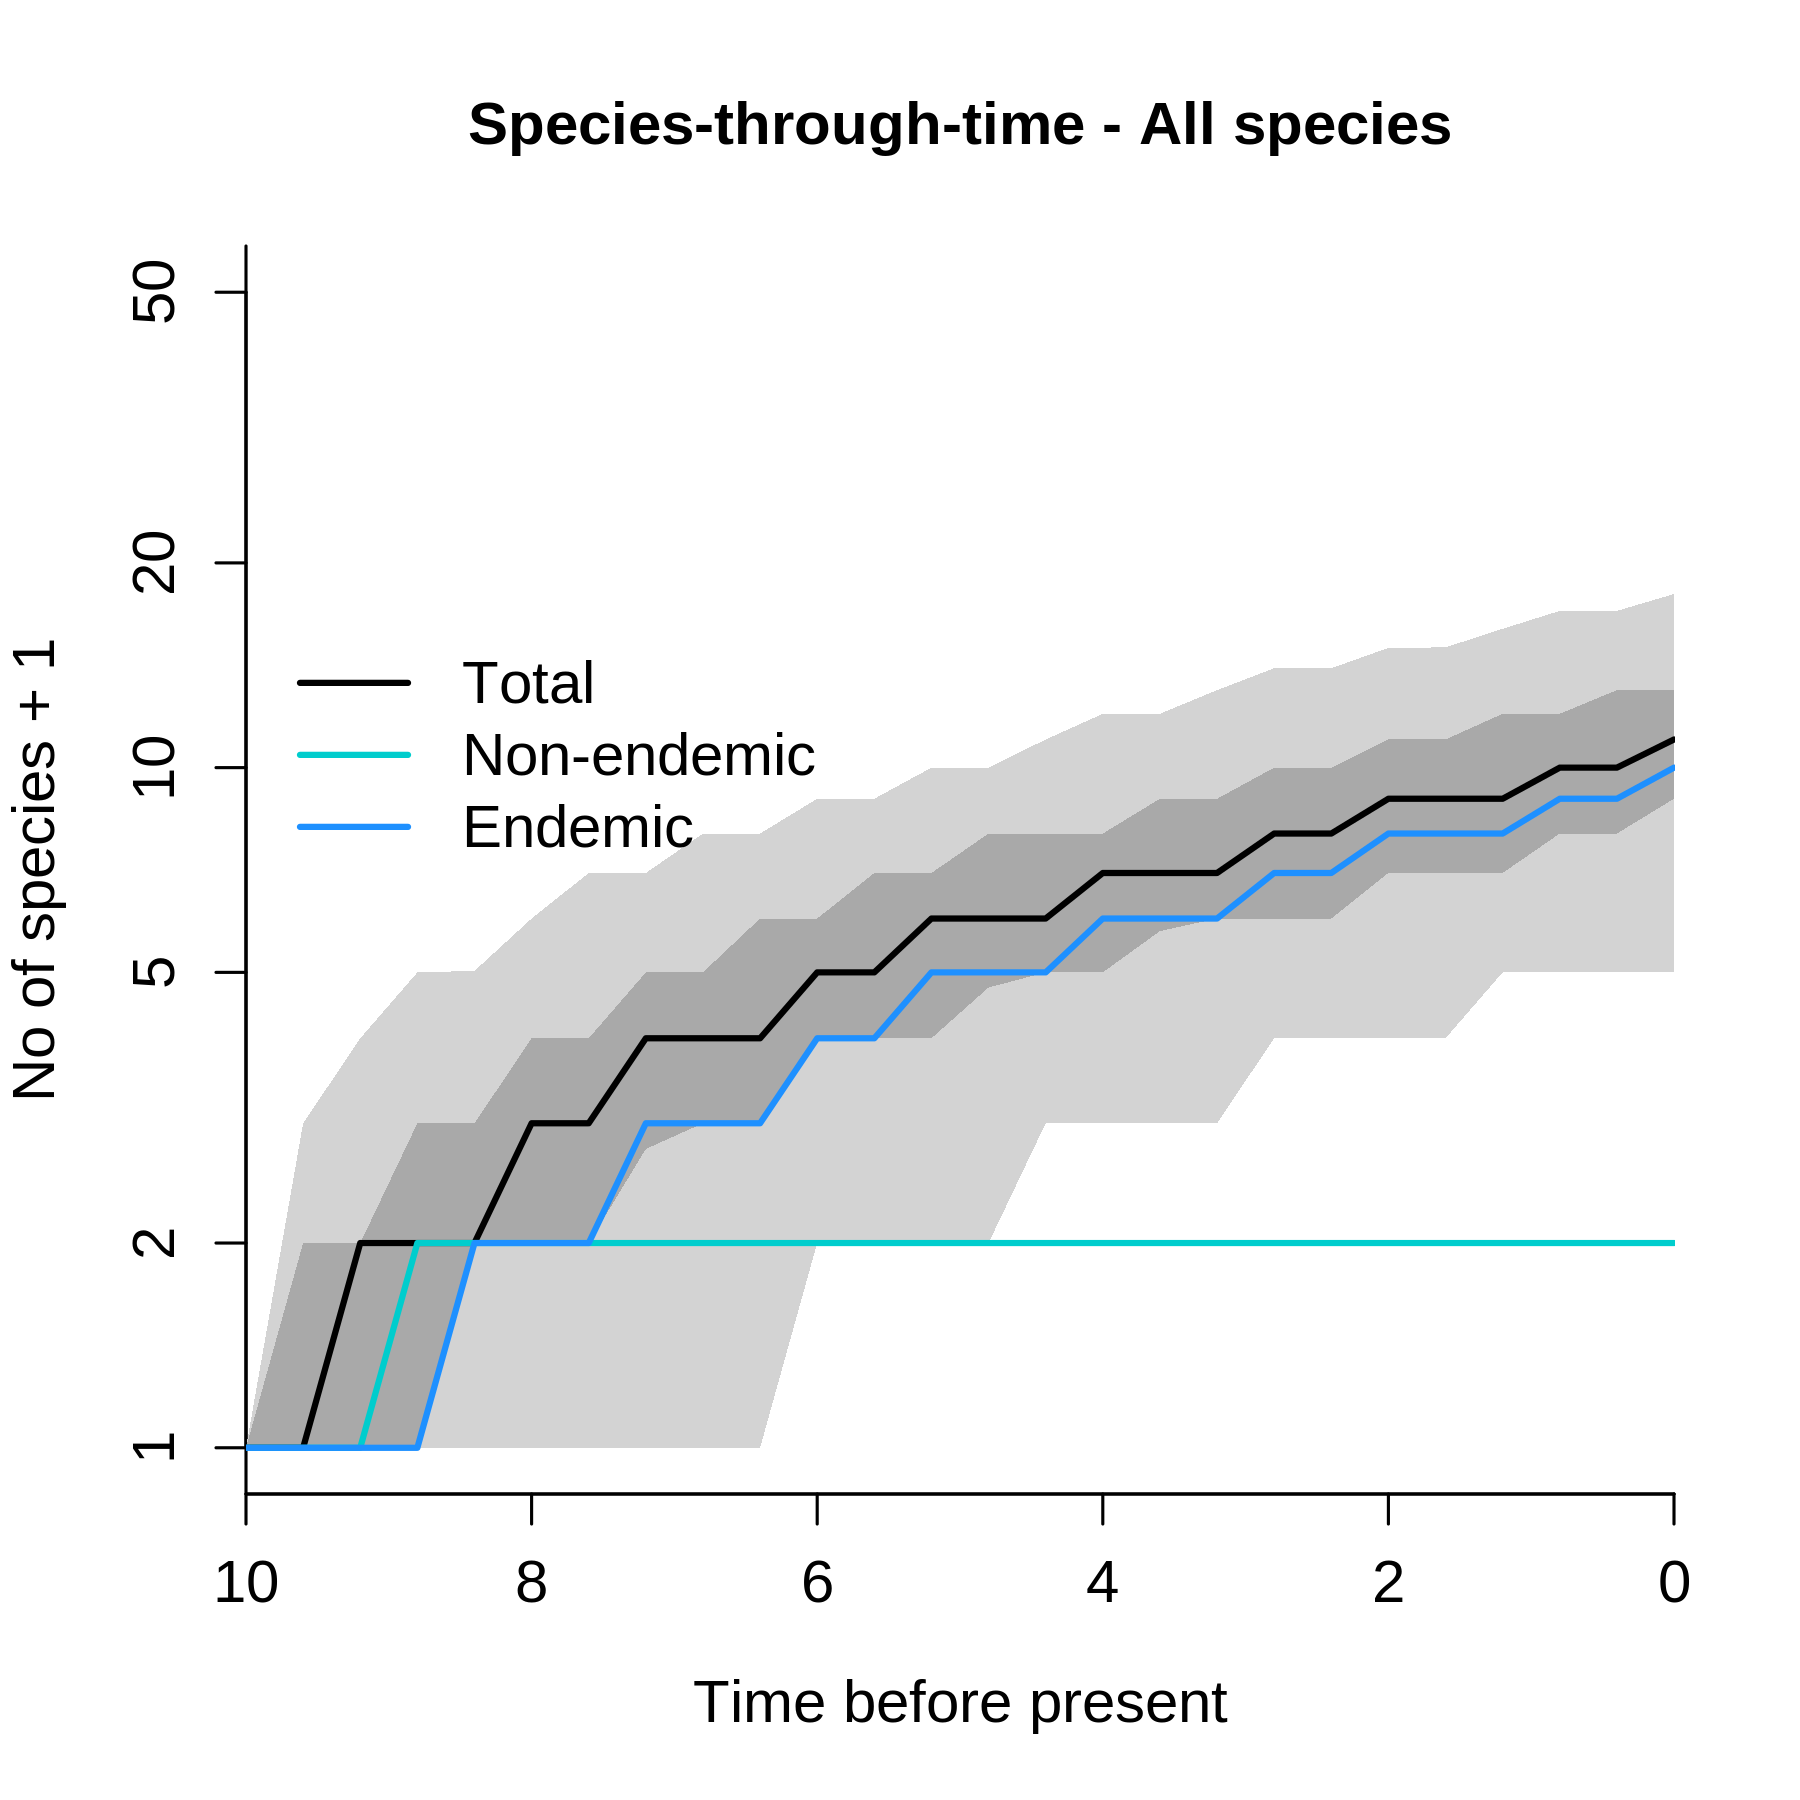 Species-through-time - All species
50
20
10
5
2
1
No of species + 1
Total
Non-endemic
Endemic
10 8 6 4 2 0
Time before present